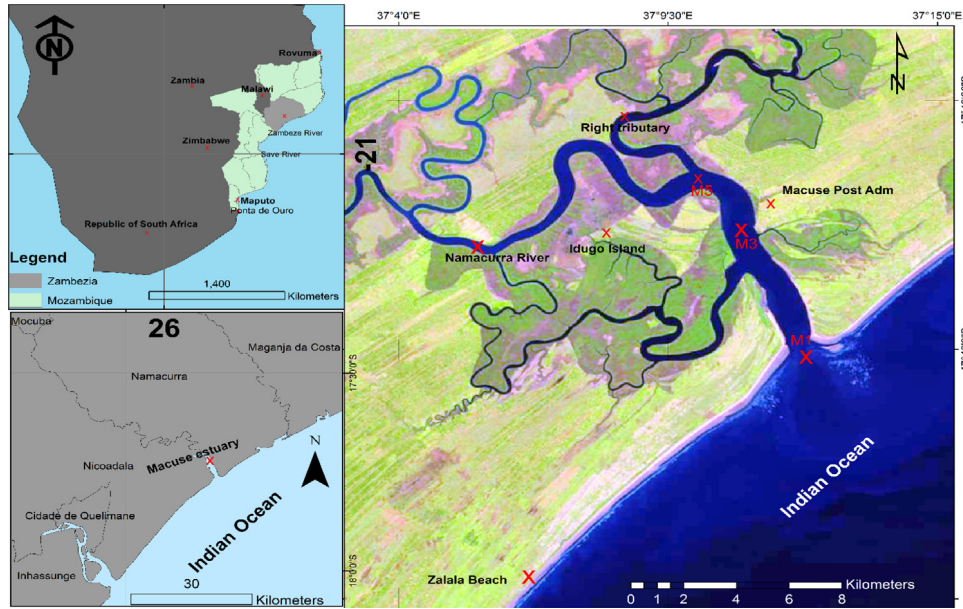 37°4'0"E
37°9'30"E
37°15'0"E
N
Rovuma
Zambia
Malawi
Zambeze River
Zimbabwe
Save River
Maputo
Ponta de Ouro
Republic of South Africa
Legend
Zambezia
Mozambique
1,400
Kilometers
-21
N
Right tributary
M5
Macuse Post Adm
M3
Idugo Island
Namacurra River
M1
Indian Ocean
Zalala Beach
Kilometers
0 1 2 4 6 8
26
Mocuba
Maganja da Costa
Namacurra
17°30'0"S
Macuse estuary
Nicoadala
N
Cidade de Quelimane
Indian Ocean
Inhassunge
30
Kilometers
18°0'0"S